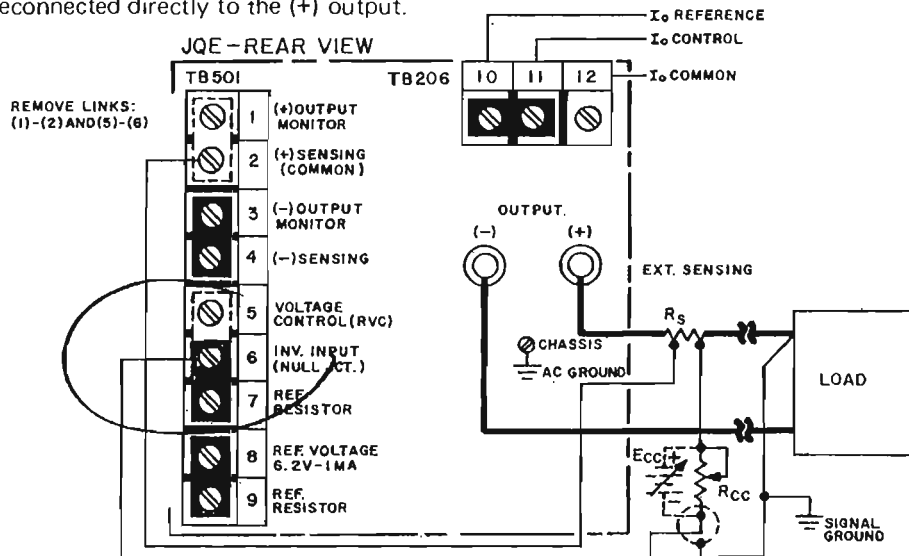 econnected directly to the (+) output.
JQE-REAR VIEW
Io REFERENCE
Io CONTROL
Io COMMON
TB501
TB206
10 11 12
REMOVE LINKS:
(1)-(2) AND (5)-(6)
1 (+) OUTPUT
MONITOR
2 (+) SENSING
(COMMON)
3 (-) OUTPUT
MONITOR
4 (-) SENSING
5 VOLTAGE
CONTROL (RVC)
6 INV. INPUT
(NULL CT.)
7 REF.
RESISTOR
8 REF. VOLTAGE
6.2V-1MA
9 REF.
RESISTOR
OUTPUT.
(-) (+)
EXT. SENSING
RS
CHASSIS
AC GROUND
LOAD
ECC
+
-
RCC
SIGNAL
GROUND